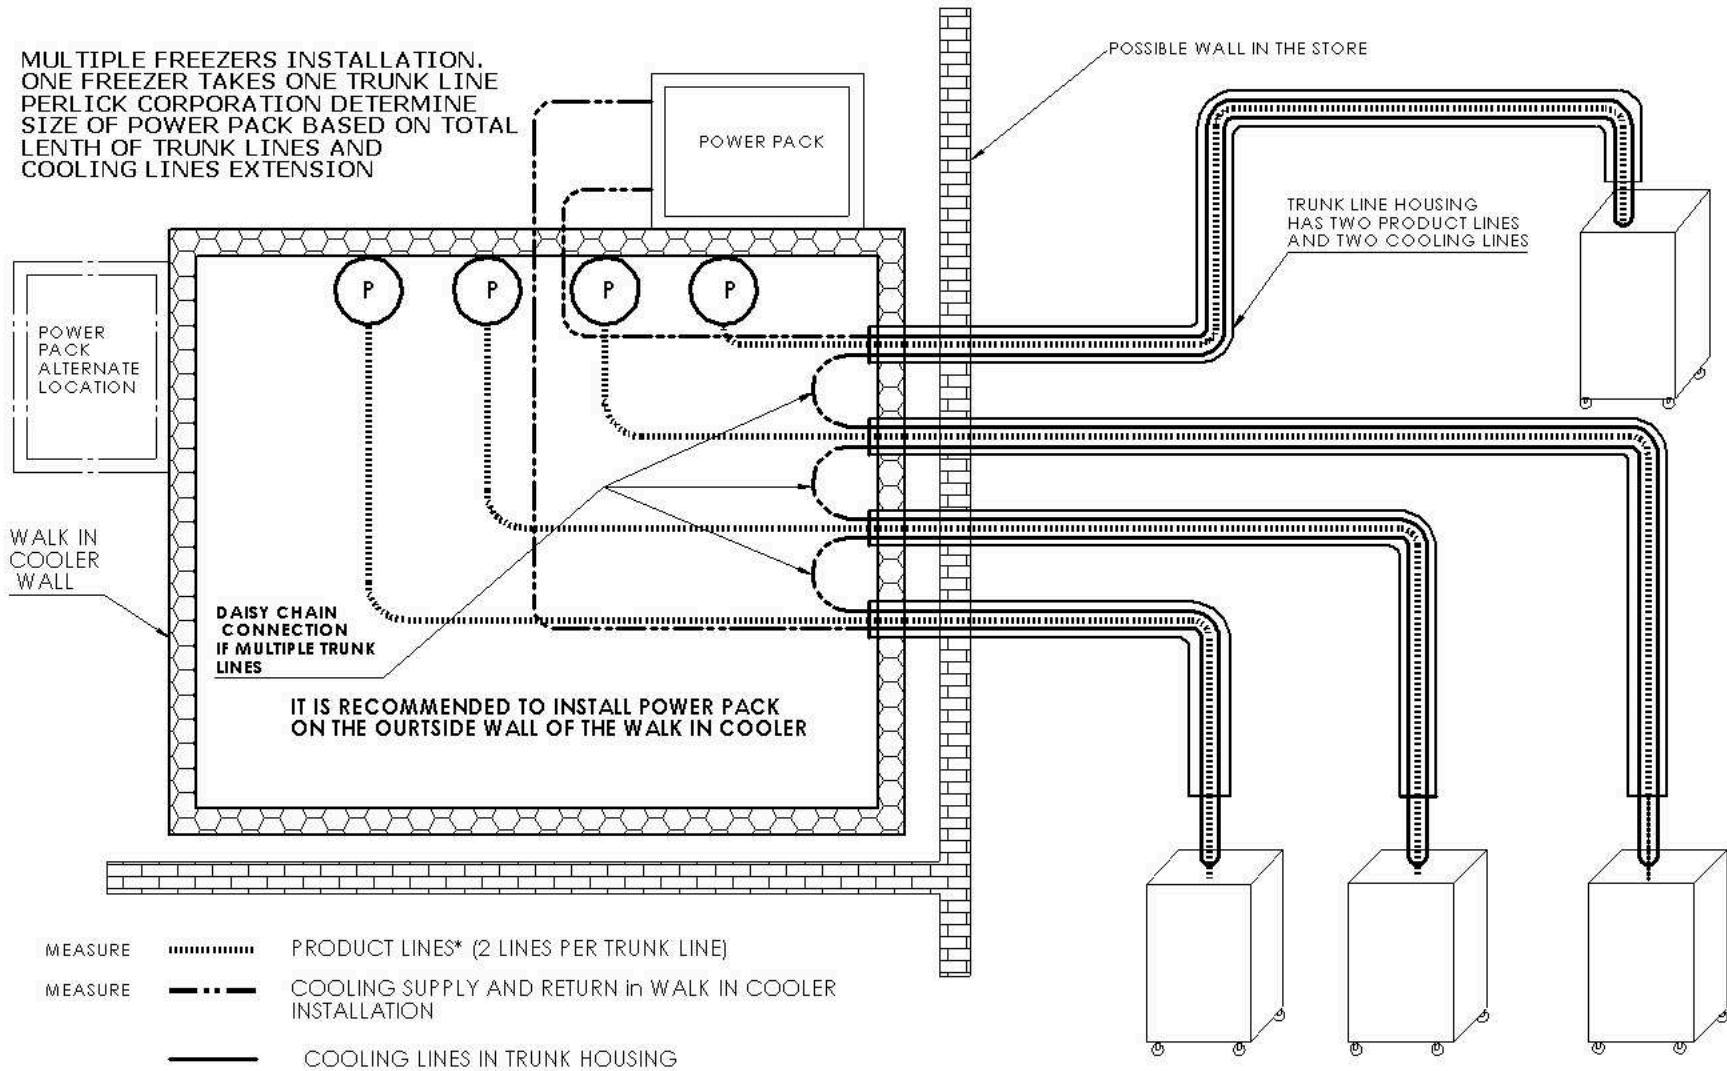 MULTIPLE FREEZERS INSTALLATION.
ONE FREEZER TAKES ONE TRUNK LINE
PERLICK CORPORATION DETERMINE
SIZE OF POWER PACK BASED ON TOTAL
LENTH OF TRUNK LINES AND
COOLING LINES EXTENSION
POWER PACK
POSSIBLE WALL IN THE STORE
TRUNK LINE HOUSING
HAS TWO PRODUCT LINES
AND TWO COOLING LINES
P
P
P
P
POWER
PACK
ALTERNATE
LOCATION
WALK IN
COOLER
WALL
DAISY CHAIN
CONNECTION
IF MULTIPLE TRUNK
LINES
IT IS RECOMMENDED TO INSTALL POWER PACK
ON THE OURTSIDE WALL OF THE WALK IN COOLER
MEASURE PRODUCT LINES* (2 LINES PER TRUNK LINE)
MEASURE COOLING SUPPLY AND RETURN in WALK IN COOLER
INSTALLATION
COOLING LINES IN TRUNK HOUSING